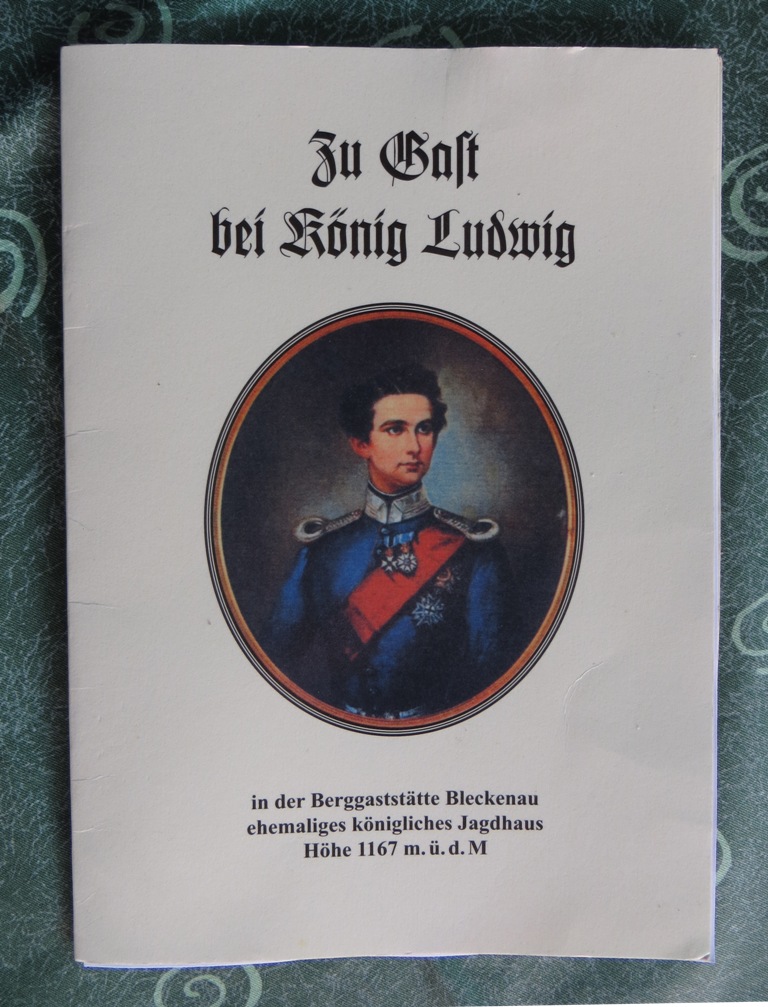 Zu Gaſt
bei König Ludwig
in der Berggaststätte Bleckenau
ehemaliges königliches Jagdhaus
Höhe 1167 m. ü. d. M